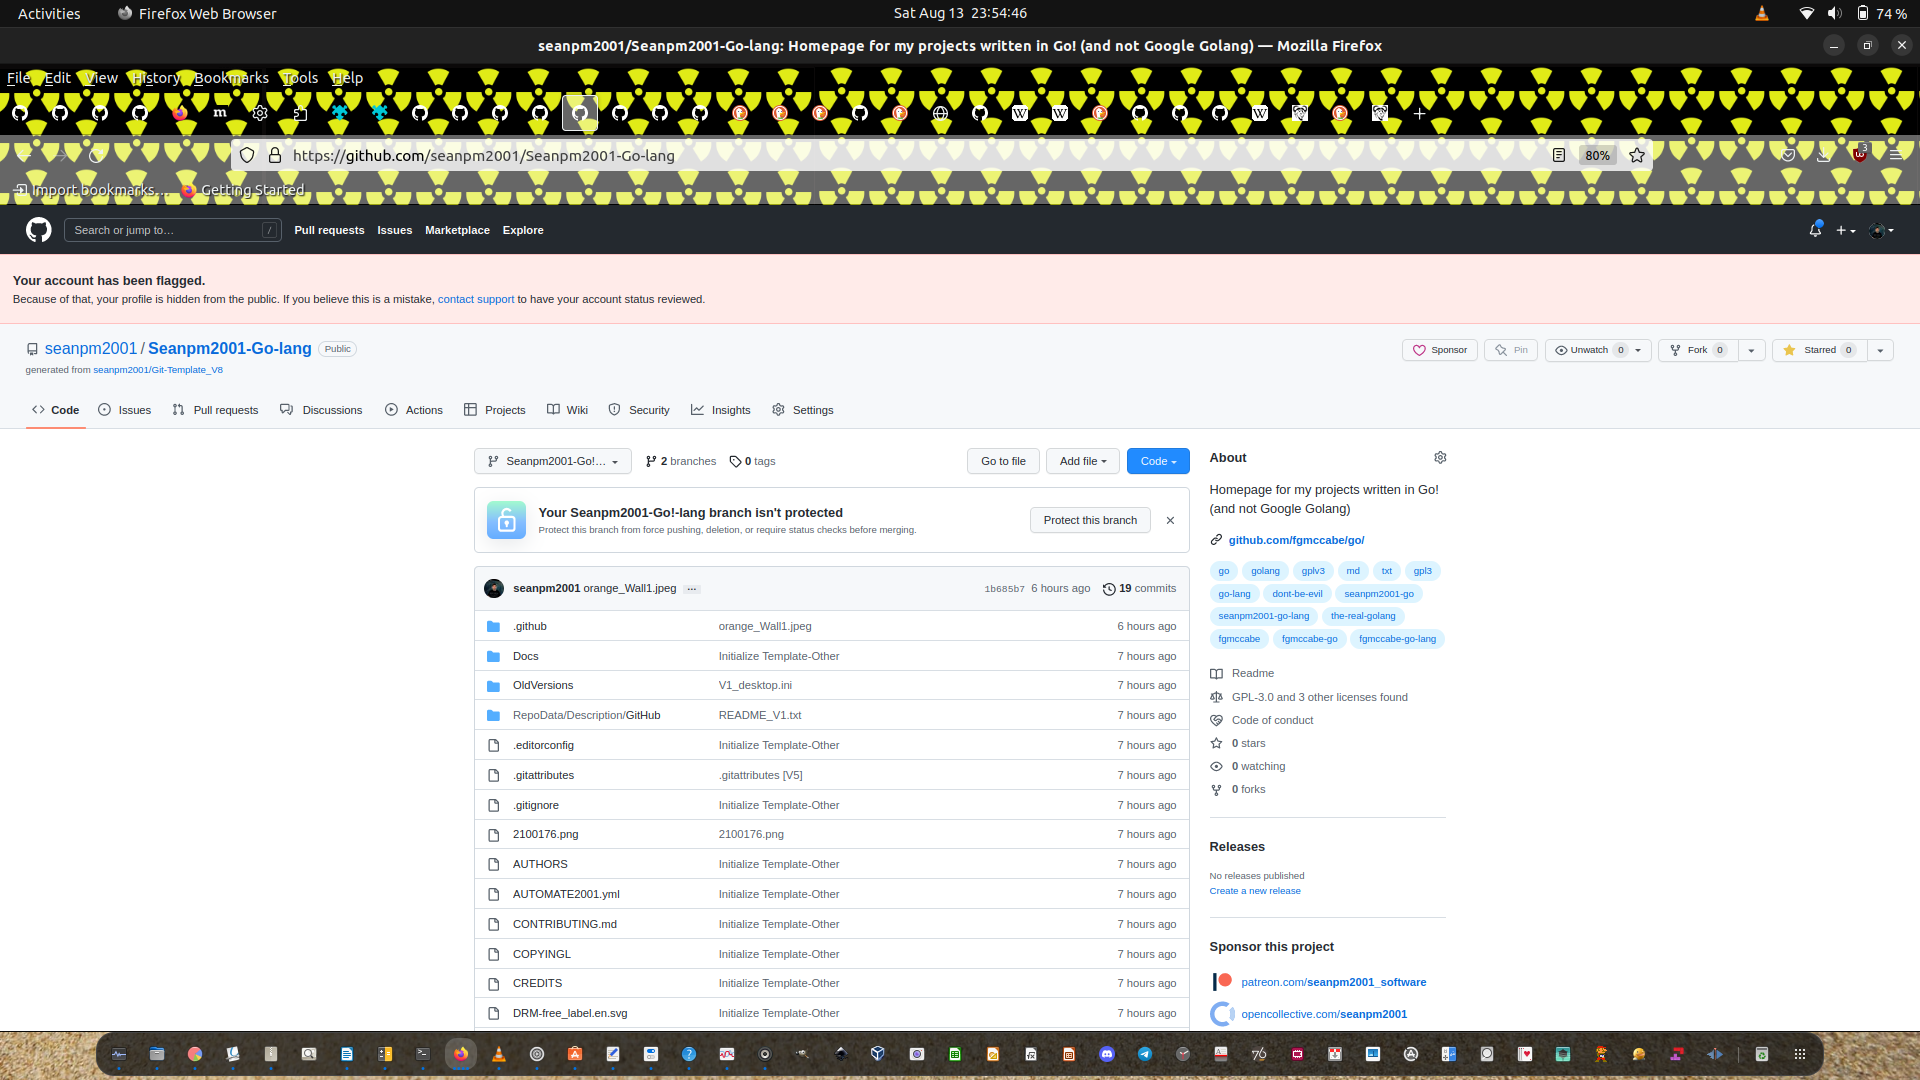 Activities
Firefox Web Browser
Sat Aug 13 23:54:46
74 %
seanpm2001/Seanpm2001-Go-lang: Homepage for my projects written in Go! (and not Google Golang) — Mozilla Firefox
File Edit View History Bookmarks Tools Help
https://github.com/seanpm2001/Seanpm2001-Go-lang
80%
3
Import bookmarks...
Getting Started
Search or jump to…
/
Pull requests
Issues
Marketplace
Explore
Your account has been flagged.
Because of that, your profile is hidden from the public. If you believe this is a mistake, contact support to have your account status reviewed.
seanpm2001 / Seanpm2001-Go-lang
Public
Sponsor
Pin
Unwatch 0
Fork 0
Starred 0
generated from seanpm2001/Git-Template_V8
Code
Issues
Pull requests
Discussions
Actions
Projects
Wiki
Security
Insights
Settings
Seanpm2001-Go!…
2 branches
0 tags
Go to file
Add file
Code
Your Seanpm2001-Go!-lang branch isn't protected
Protect this branch from force pushing, deletion, or require status checks before merging.
Protect this branch
seanpm2001 orange_Wall1.jpeg ...
1b685b7 6 hours ago
19 commits
.github orange_Wall1.jpeg 6 hours ago
Docs Initialize Template-Other 7 hours ago
OldVersions V1_desktop.ini 7 hours ago
RepoData/Description/GitHub README_V1.txt 7 hours ago
.editorconfig Initialize Template-Other 7 hours ago
.gitattributes .gitattributes [V5] 7 hours ago
.gitignore Initialize Template-Other 7 hours ago
2100176.png 2100176.png 7 hours ago
AUTHORS Initialize Template-Other 7 hours ago
AUTOMATE2001.yml Initialize Template-Other 7 hours ago
CONTRIBUTING.md Initialize Template-Other 7 hours ago
COPYINGL Initialize Template-Other 7 hours ago
CREDITS Initialize Template-Other 7 hours ago
DRM-free_label.en.svg Initialize Template-Other 7 hours ago
About
Homepage for my projects written in Go!
(and not Google Golang)
github.com/fgmccabe/go/
go golang gplv3 md txt gpl3
go-lang dont-be-evil seanpm2001-go
seanpm2001-go-lang the-real-golang
fgmccabe fgmccabe-go fgmccabe-go-lang
Readme
GPL-3.0 and 3 other licenses found
Code of conduct
0 stars
0 watching
0 forks
Releases
No releases published
Create a new release
Sponsor this project
patreon.com/seanpm2001_software
opencollective.com/seanpm2001